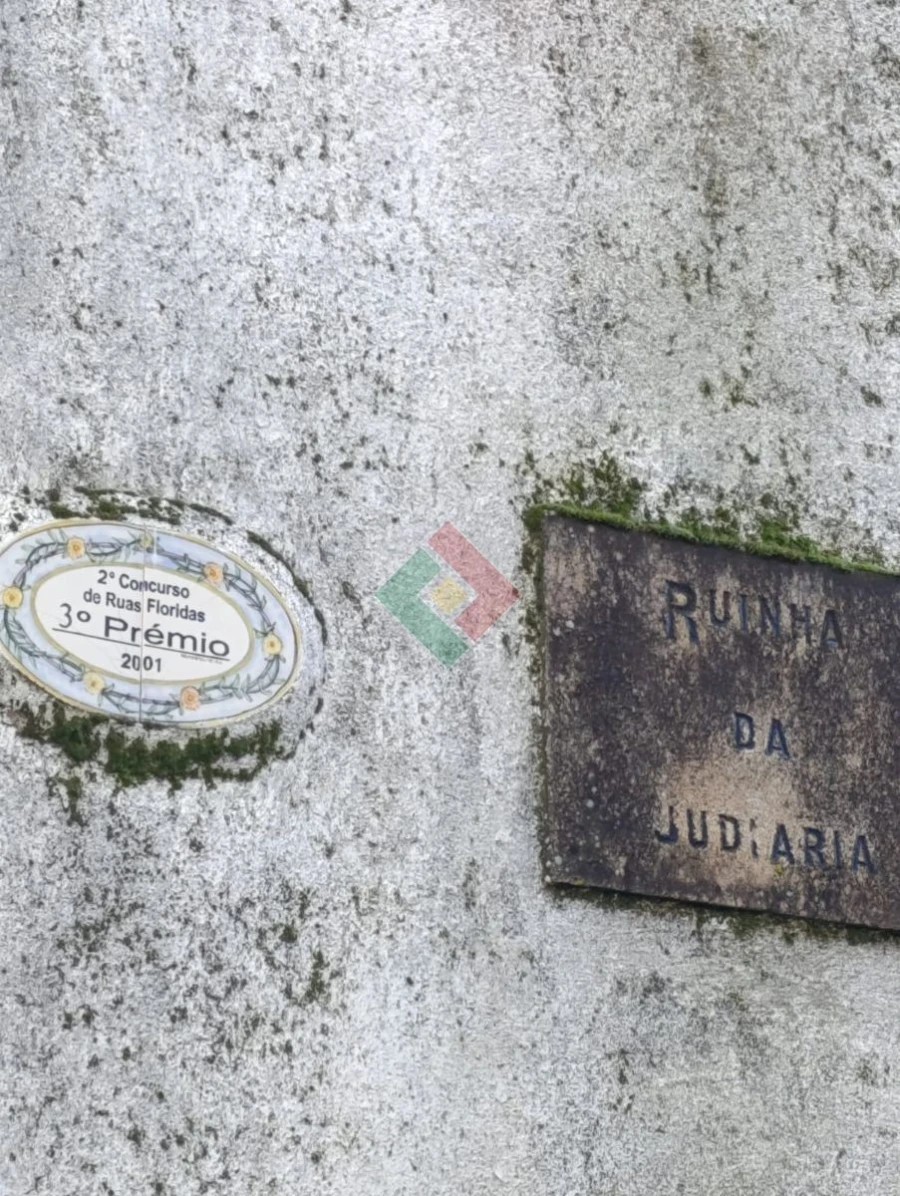 2º Concurso
de Ruas Floridas
3º Prémio
2001
RUINHA
DA
JUDIARIA